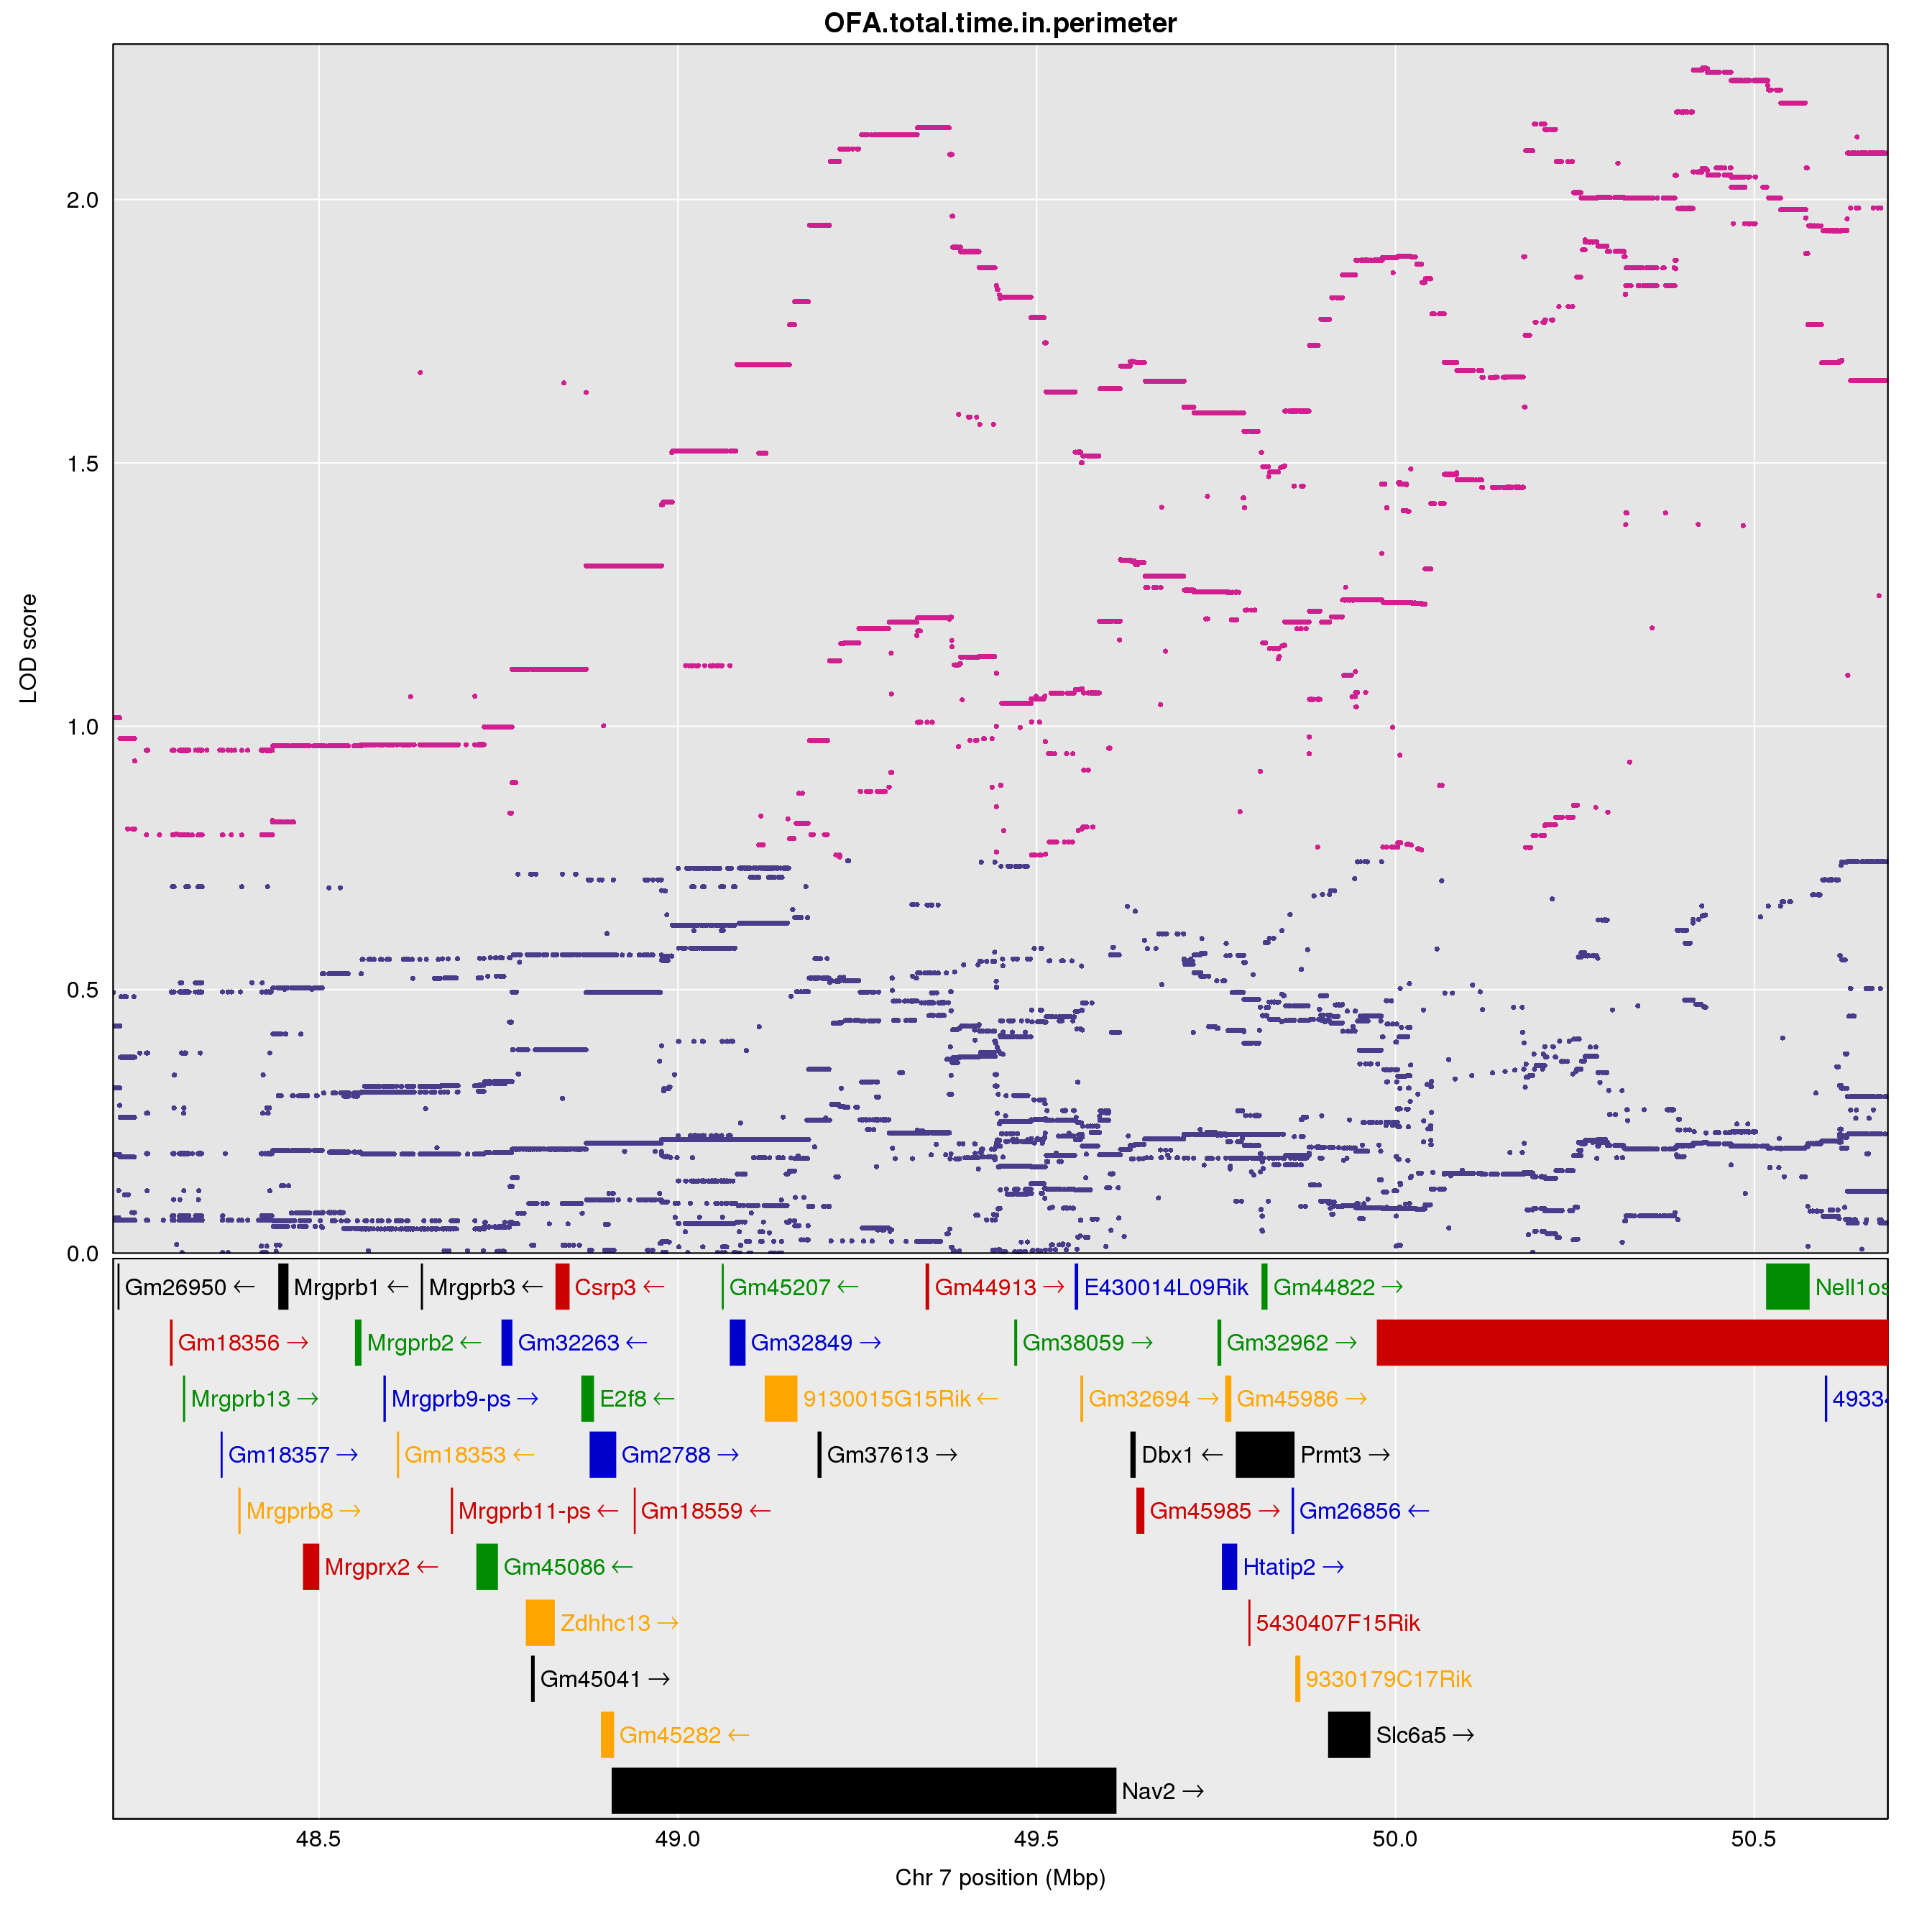 OFA.total.time.in.perimeter
LOD score
2.0
1.5
1.0
0.5
0.0
Gm26950 ← Mrgprb1 ← Mrgprb3 ← Csrp3 ← Gm45207 ← Gm44913 → E430014L09Rik Gm44822 → Nell1os
Gm18356 → Mrgprb2 ← Gm32263 ← Gm32849 → Gm38059 → Gm32962 →
Mrgprb13 → Mrgprb9-ps → E2f8 ← 9130015G15Rik ← Gm32694 → Gm45986 → 4933
Gm18357 → Gm18353 ← Gm2788 → Gm37613 → Dbx1 ← Prmt3 →
Mrgprb8 → Mrgprb11-ps ← Gm18559 ← Gm45985 → Gm26856 ←
Mrgprx2 ← Gm45086 ← Htatip2 →
Zdhhc13 → 5430407F15Rik
Gm45041 → 9330179C17Rik
Gm45282 ← Slc6a5 →
Nav2 →
48.5 49.0 49.5 50.0 50.5
Chr 7 position (Mbp)